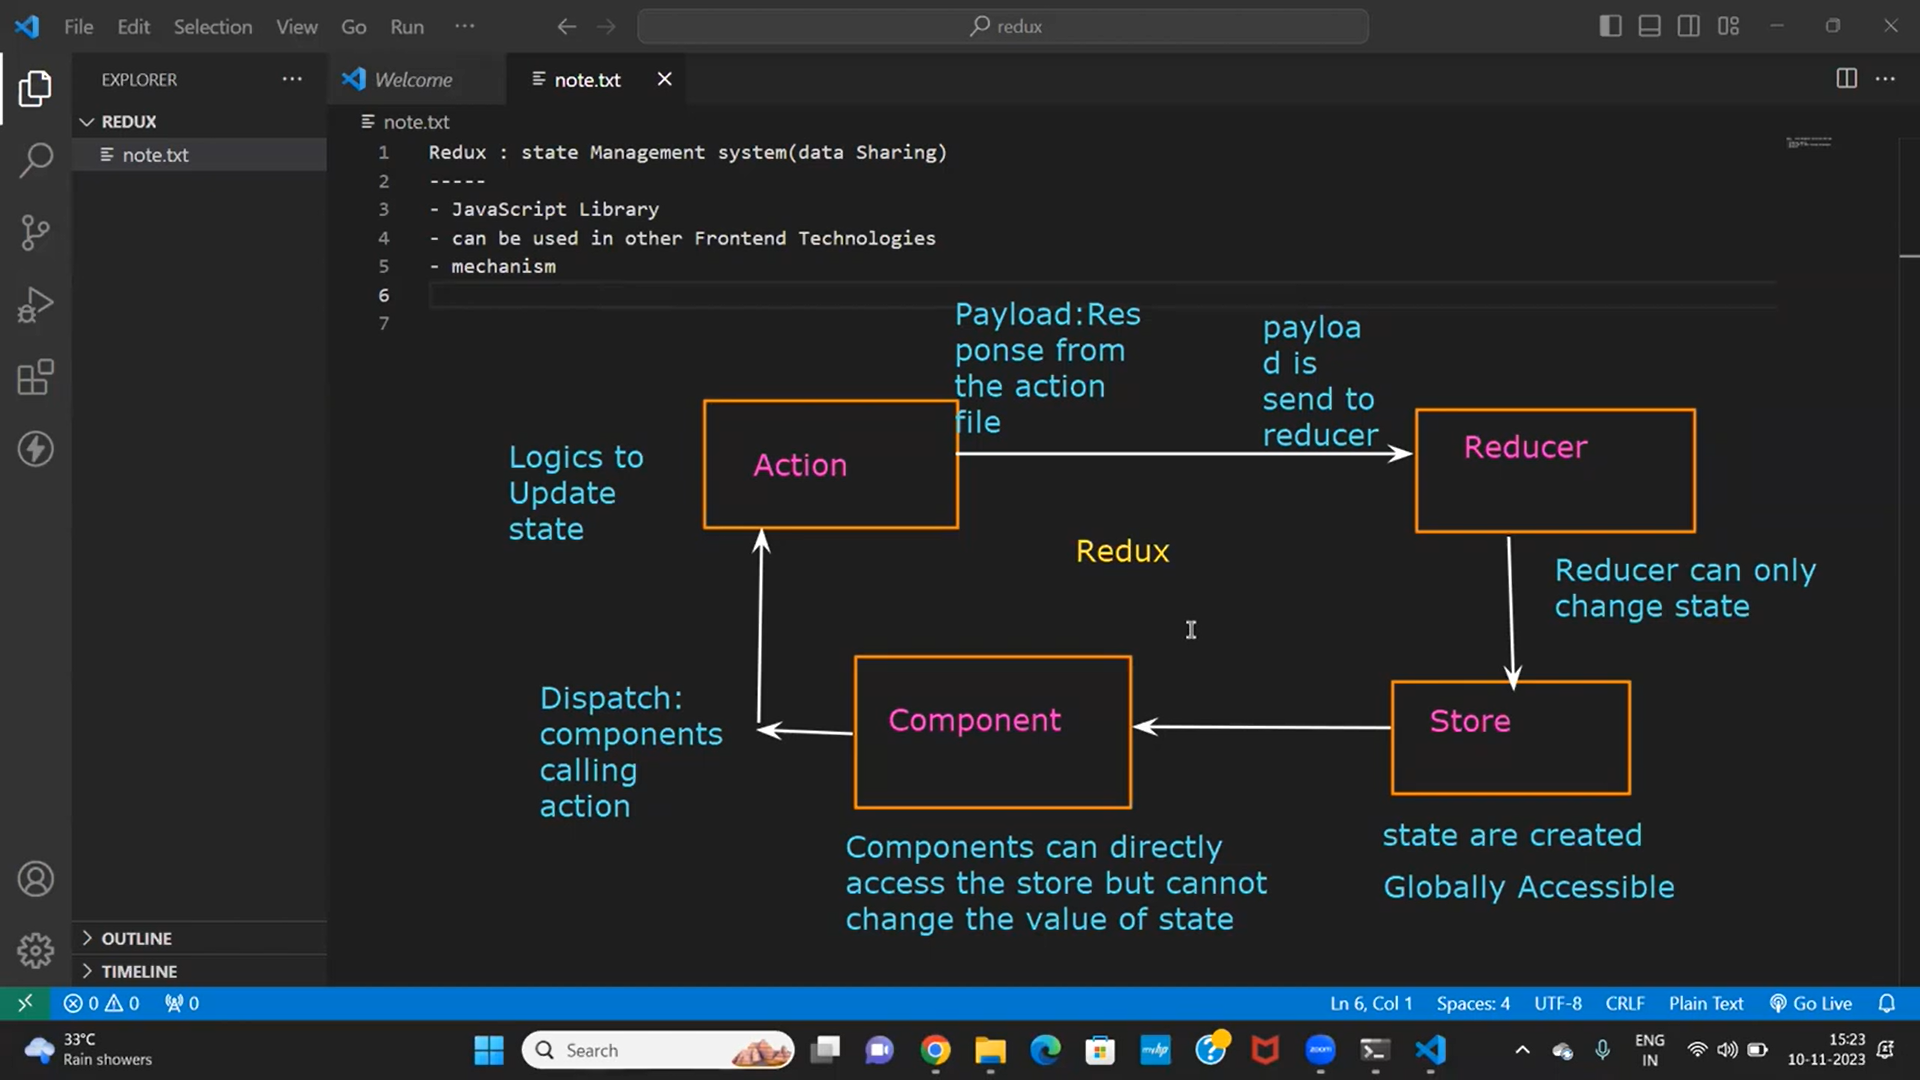 File Edit Selection View Go Run ···
redux
EXPLORER ···
Welcome
note.txt
REDUX
note.txt
note.txt
1 Redux : state Management system(data Sharing)
2 -----
3 - JavaScript Library
4 - can be used in other Frontend Technologies
5 - mechanism
6
7
Payload:Res
ponse from
the action
file
payloa
d is
send to
reducer
Action
Reducer
Logics to
Update
state
Redux
Reducer can only
change state
Dispatch:
components
calling
action
Component
Store
Components can directly
access the store but cannot
change the value of state
state are created
Globally Accessible
OUTLINE
TIMELINE
0 0 0
Ln 6, Col 1 Spaces: 4 UTF-8 CRLF Plain Text Go Live
33°C
Rain showers
Search
myhp
zoom
ENG
IN
15:23
10-11-2023